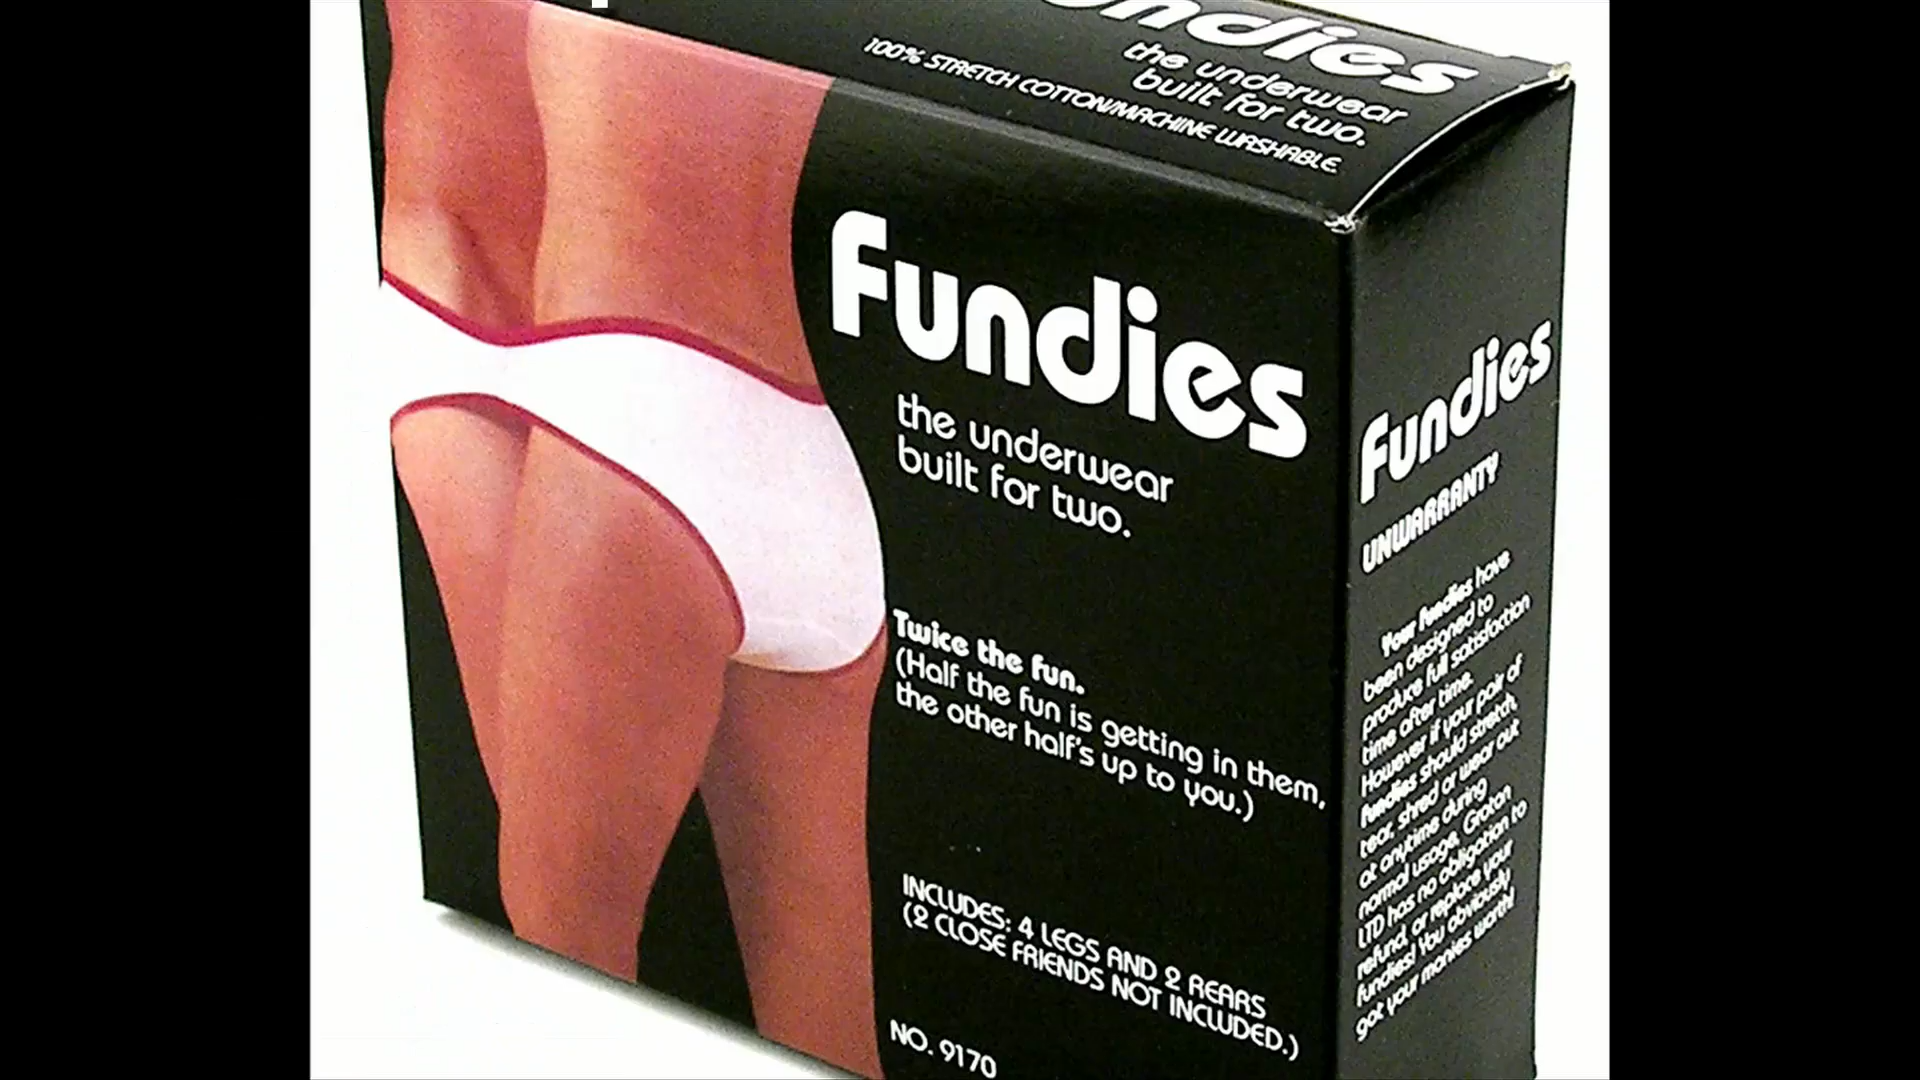 undies
the underwear
built for two.
100% STRETCH COTTON/MACHINE WASHABLE.
Fundies
the underwear
built for two.
Twice the fun.
(Half the fun is getting in them,
the other half's up to you.)
INCLUDES: 4 LEGS AND 2 REARS
(2 CLOSE FRIENDS NOT INCLUDED.)
NO. 9170
Fundies
UNWARRANTY
Your fundies have
been designed to
produce full satisfaction
time after time.
However if your pair of
fundies should stretch,
tear, shred or wear out
at anytime during
normal usage, Groton
LTD has no obligation to
refund, or replace your
fundies! You obviously
got your monies worth!